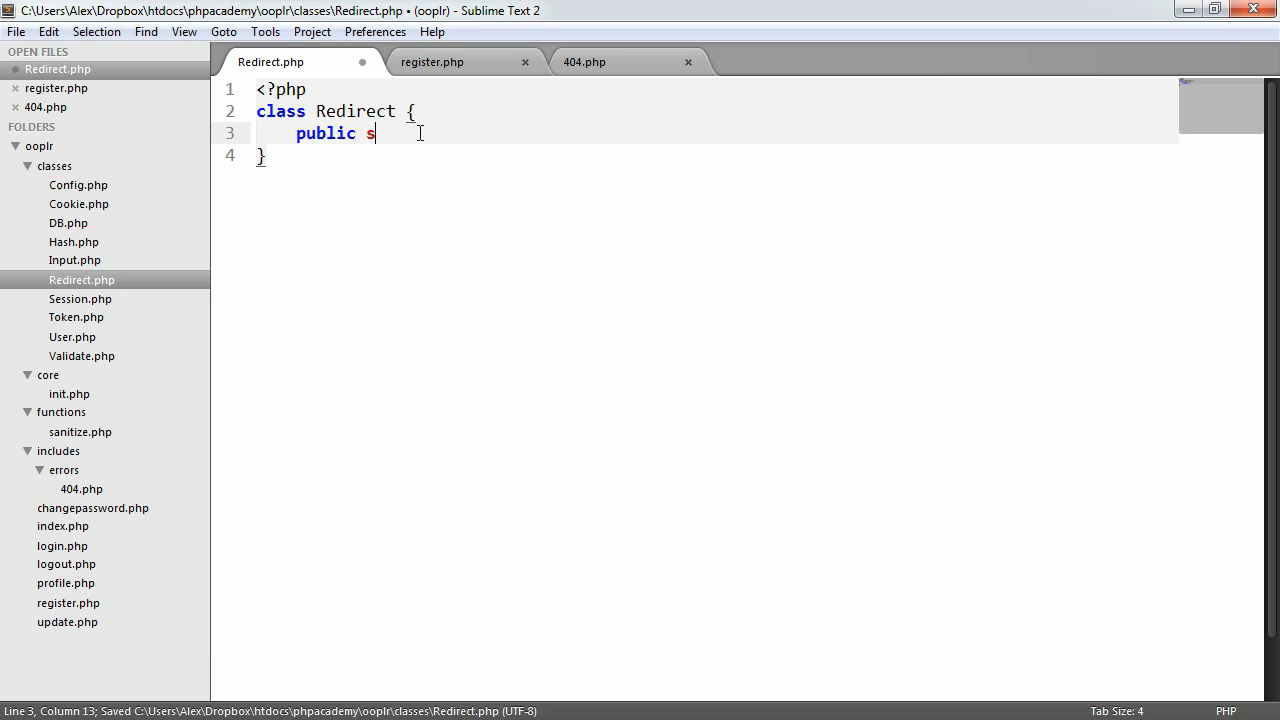 C:\Users\Alex\Dropbox\htdocs\phpacademy\ooplr\classes\Redirect.php • (ooplr) - Sublime Text 2
File Edit Selection Find View Goto Tools Project Preferences Help
OPEN FILES
Redirect.php
register.php
404.php
FOLDERS
ooplr
classes
Config.php
Cookie.php
DB.php
Hash.php
Input.php
Redirect.php
Session.php
Token.php
User.php
Validate.php
core
init.php
functions
sanitize.php
includes
errors
404.php
changepassword.php
index.php
login.php
logout.php
profile.php
register.php
update.php
Redirect.php register.php 404.php
1 <?php
2 class Redirect {
3     public s
4 }
Line 3, Column 13; Saved C:\Users\Alex\Dropbox\htdocs\phpacademy\ooplr\classes\Redirect.php (UTF-8) Tab Size: 4 PHP